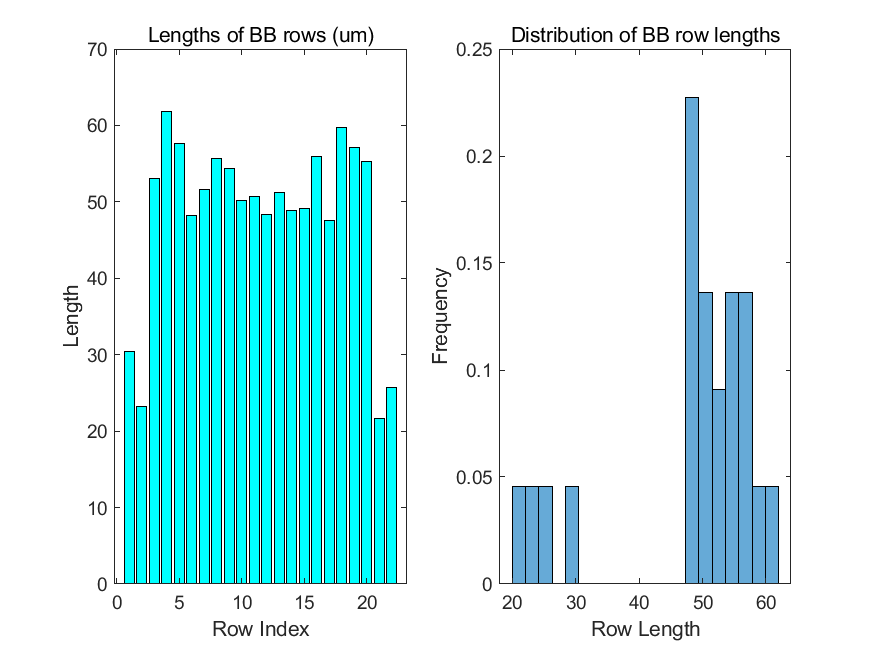 Lengths of BB rows (um)
70
60
50
40
30
20
10
0
Length
0 5 10 15 20
Row Index
Distribution of BB row lengths
0.25
0.2
0.15
0.1
0.05
0
Frequency
20 30 40 50 60
Row Length